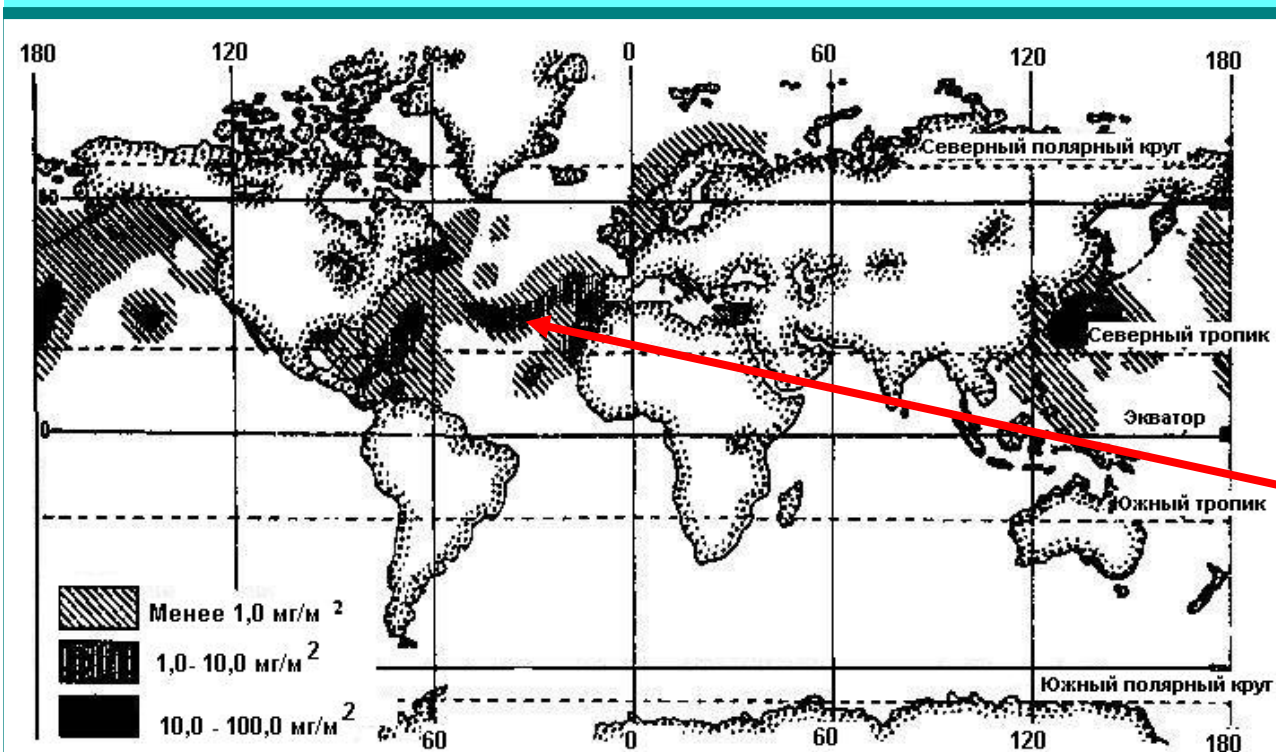 180 120 60 0 60 120 180
Северный полярный круг
60
Северный тропик
Экватор
0
Южный тропик
Менее 1,0 мг/м 2
1,0- 10,0 мг/м 2
10,0 - 100,0 мг/м 2
Южный полярный круг
60 0 60 120 180